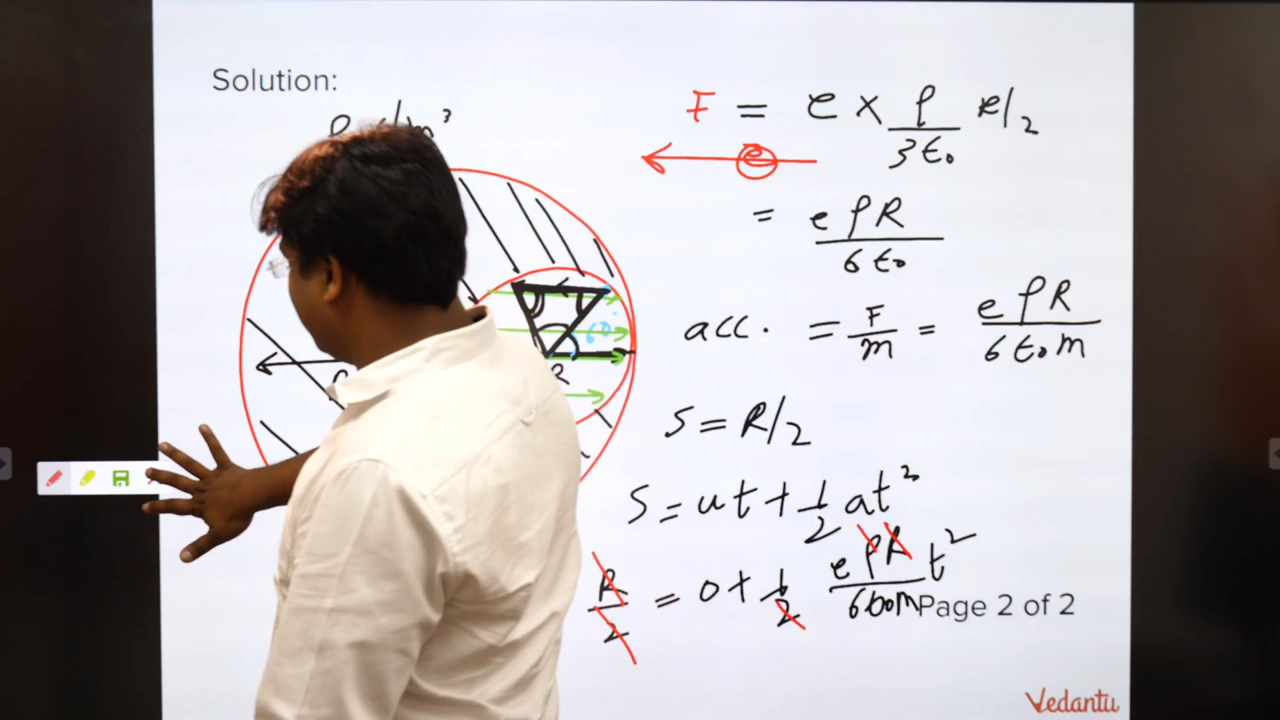 Solution:
F = e × ρ/3ε₀ R/2
e
= eρR/6ε₀
acc. = F/m = eρR/6ε₀m
60°
R
S = R/2
S = ut + 1/2 at²
R/2 = 0 + 1/2 eρR/6ε₀m t²
Page 2 of 2
Vedantu